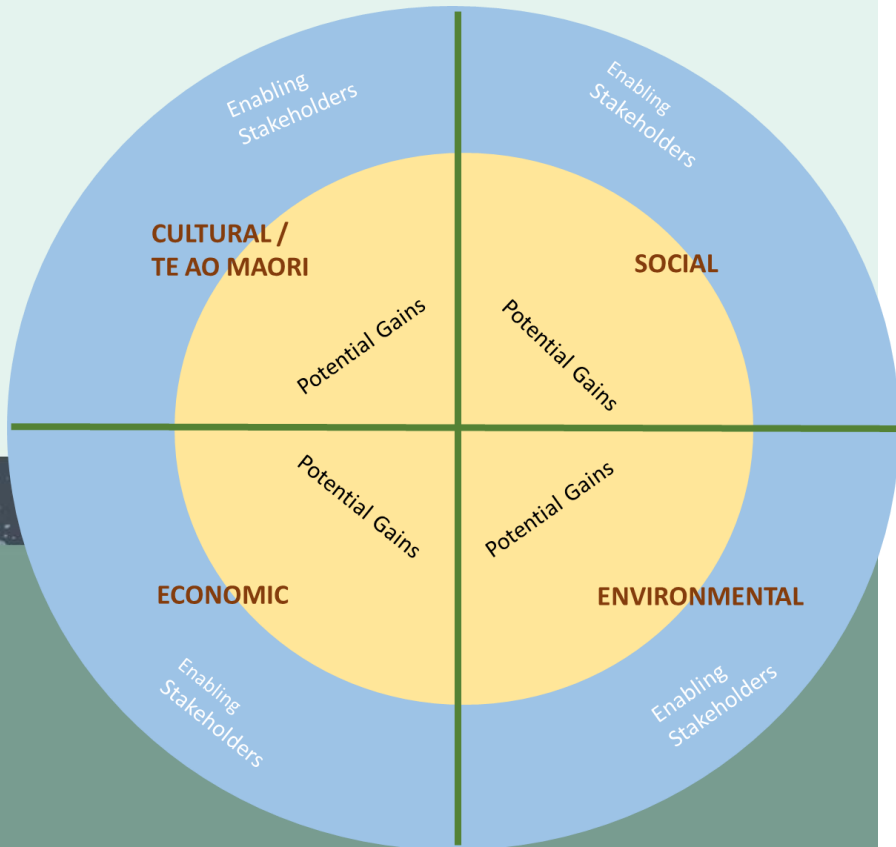 Enabling
Stakeholders
Enabling
Stakeholders
CULTURAL /
TE AO MAORI
SOCIAL
Potential Gains
Potential Gains
Potential Gains
Potential Gains
ECONOMIC
ENVIRONMENTAL
Enabling
Stakeholders
Enabling
Stakeholders